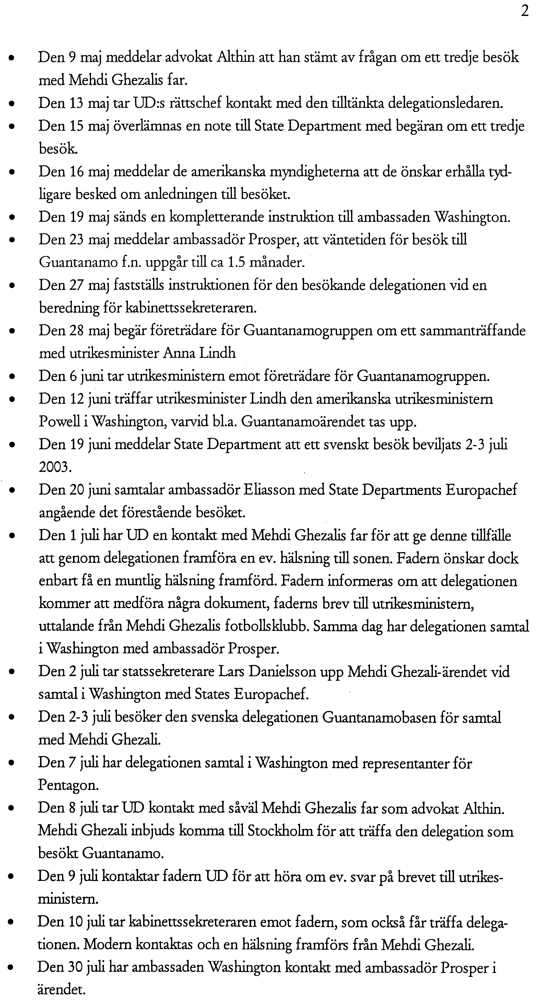 2
• Den 9 maj meddelar advokat Althin att han stämt av frågan om ett tredje besök
med Mehdi Ghezalis far.
• Den 13 maj tar UD:s rättschef kontakt med den tilltänkta delegationsledaren.
• Den 15 maj överlämnas en note till State Department med begäran om ett tredje
besök.
• Den 16 maj meddelar de amerikanska myndigheterna att de önskar erhålla tyd-
ligare besked om anledningen till besöket.
• Den 19 maj sänds en kompletterande instruktion till ambassaden Washington.
• Den 23 maj meddelar ambassadör Prosper, att väntetiden för besök till
Guantanamo f.n. uppgår till ca 1.5 månader.
• Den 27 maj fastställs instruktionen för den besökande delegationen vid en
beredning för kabinettssekreteraren.
• Den 28 maj begär företrädare för Guantanamogruppen om ett sammanträffande
med utrikesminister Anna Lindh
• Den 6 juni tar utrikesministern emot företrädare för Guantanamogruppen.
• Den 12 juni träffar utrikesminister Lindh den amerikanska utrikesministern
Powell i Washington, varvid bl.a. Guantanamoärendet tas upp.
• Den 19 juni meddelar State Department att ett svenskt besök beviljats 2-3 juli
2003.
• Den 20 juni samtalar ambassadör Eliasson med State Departments Europachef
angående det förestående besöket.
• Den 1 juli har UD en kontakt med Mehdi Ghezalis far för att ge denne tillfälle
att genom delegationen framföra en ev. hälsning till sonen. Fadern önskar dock
enbart få en muntlig hälsning framförd. Fadern informeras om att delegationen
kommer att medföra några dokument, faderns brev till utrikesministern,
uttalande från Mehdi Ghezalis fotbollsklubb. Samma dag har delegationen samtal
i Washington med ambassadör Prosper.
• Den 2 juli tar statssekreterare Lars Danielsson upp Mehdi Ghezali-ärendet vid
samtal i Washington med States Europachef.
• Den 2-3 juli besöker den svenska delegationen Guantanamobasen för samtal
med Mehdi Ghezali.
• Den 7 juli har delegationen samtal i Washington med representanter för
Pentagon.
• Den 8 juli tar UD kontakt med såväl Mehdi Ghezalis far som advokat Althin.
Mehdi Ghezali inbjuds komma till Stockholm för att träffa den delegation som
besökt Guantanamo.
• Den 9 juli kontaktar fadern UD för att höra om ev. svar på brevet till utrikes-
ministern.
• Den 10 juli tar kabinettssekreteraren emot fadern, som också får träffa delega-
tionen. Modern kontaktas och en hälsning framförs från Mehdi Ghezali.
• Den 30 juli har ambassaden Washington kontakt med ambassadör Prosper i
ärendet.